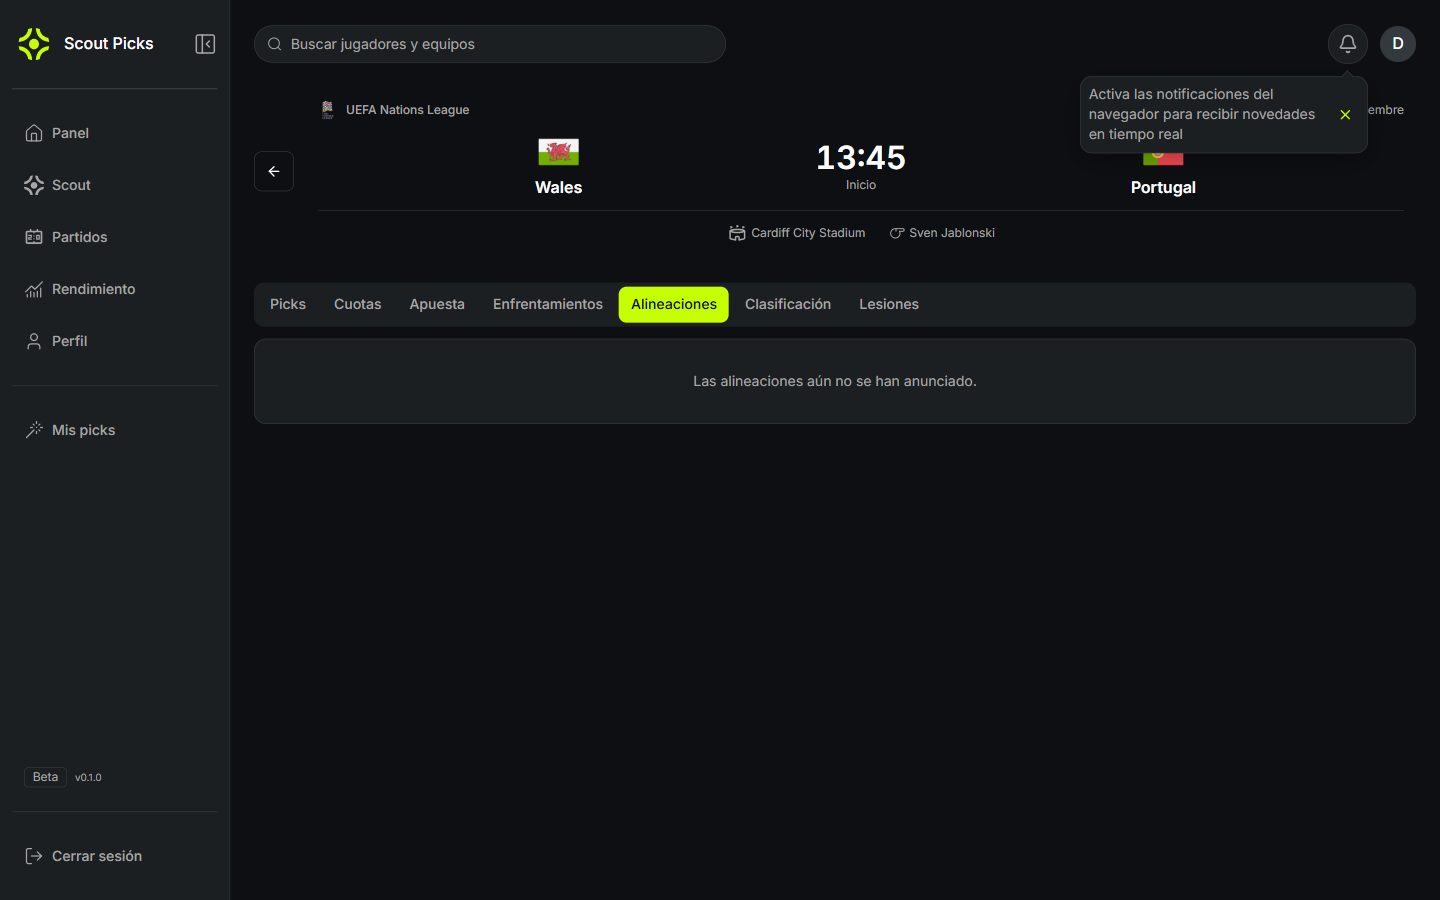 Scout Picks
Buscar jugadores y equipos
D
Activa las notificaciones del
navegador para recibir novedades
en tiempo real
UEFA Nations League
embre
13:45
Inicio
Wales
Portugal
Cardiff City Stadium
Sven Jablonski
Panel
Scout
Partidos
Rendimiento
Perfil
Mis picks
Picks
Cuotas
Apuesta
Enfrentamientos
Alineaciones
Clasificación
Lesiones
Las alineaciones aún no se han anunciado.
Beta
v0.1.0
Cerrar sesión